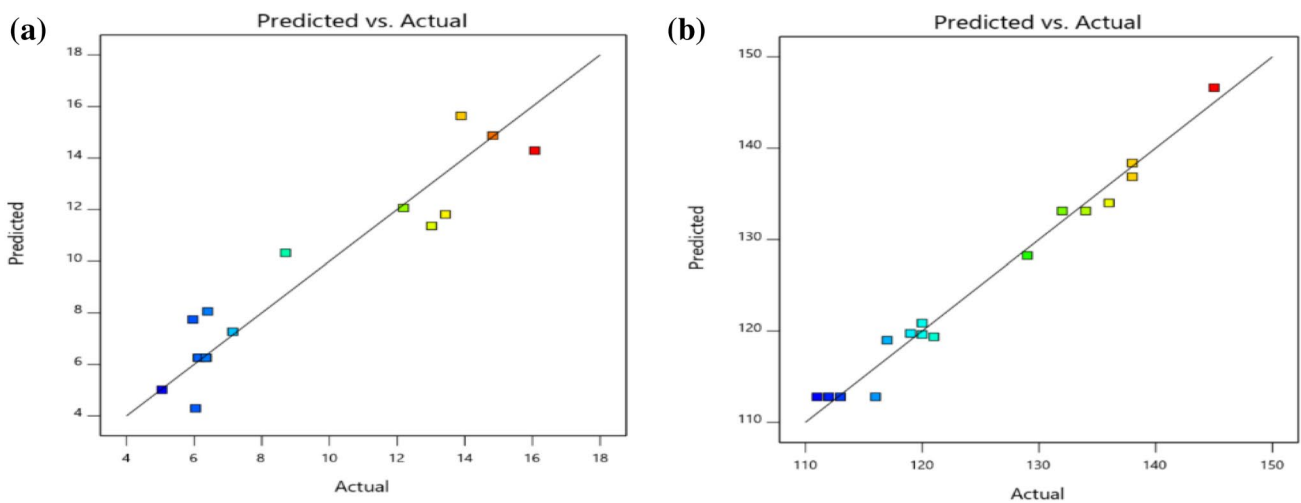 (a)
Predicted vs. Actual
18
16
14
12
10
8
6
4
Predicted
4 6 8 10 12 14 16 18
Actual
(b)
Predicted vs. Actual
150
140
130
120
110
Predicted
110 120 130 140 150
Actual